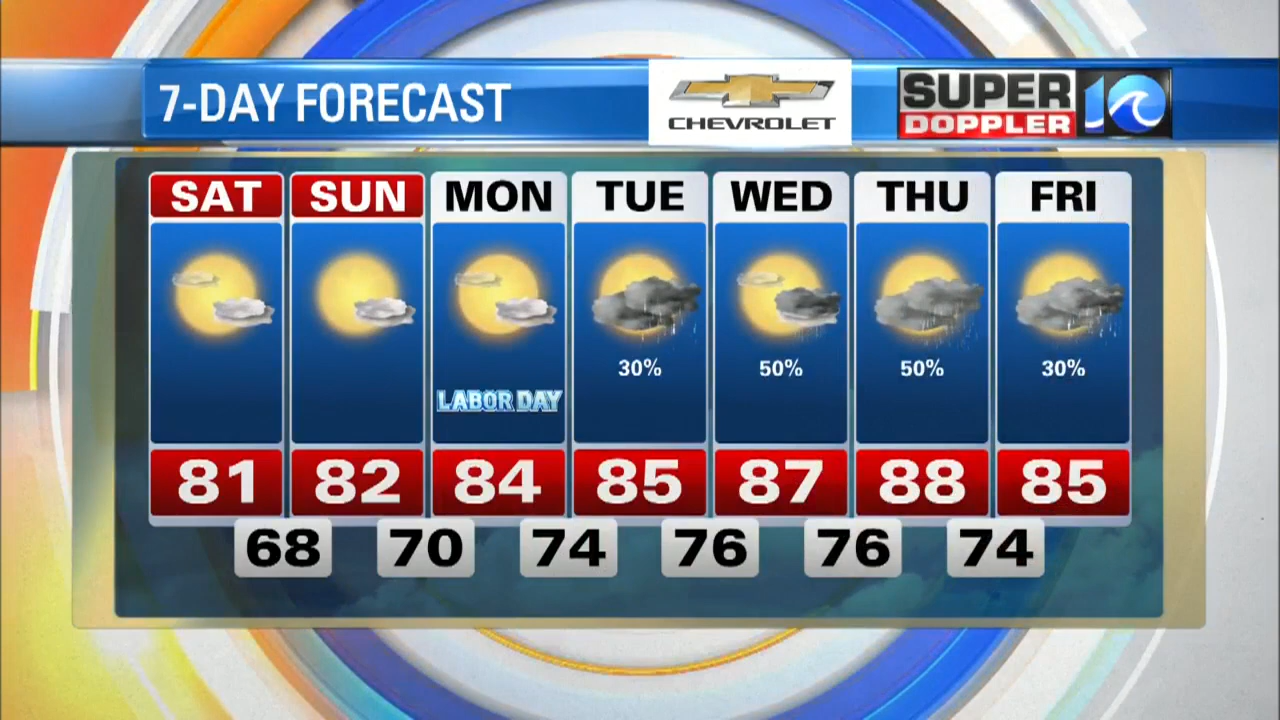 7-DAY FORECAST
CHEVROLET
SUPER
DOPPLER 10
SAT SUN MON TUE WED THU FRI
30% 50% 50% 30%
LABOR DAY
81 82 84 85 87 88 85
68 70 74 76 76 74